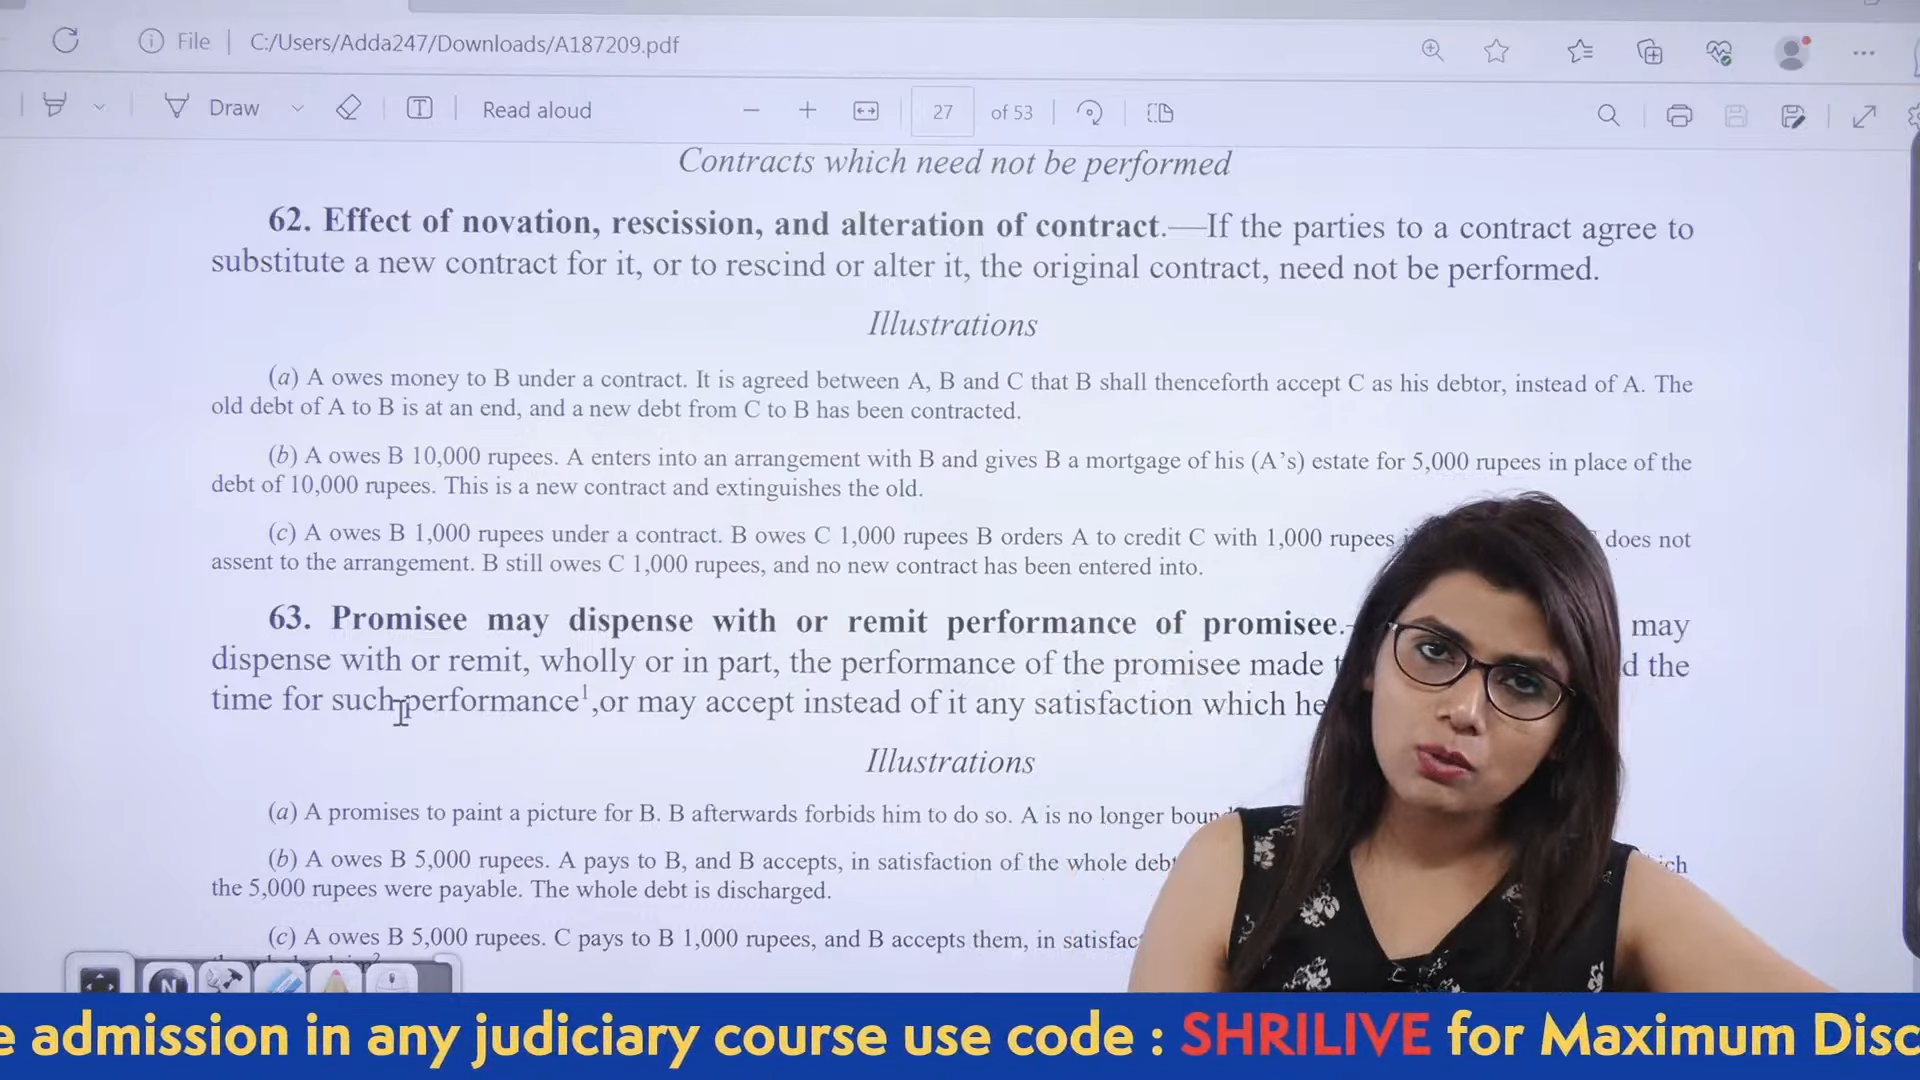 File C:/Users/Adda247/Downloads/A187209.pdf
Draw Read aloud 27 of 53
Contracts which need not be performed
62. Effect of novation, rescission, and alteration of contract.—If the parties to a contract agree to
substitute a new contract for it, or to rescind or alter it, the original contract, need not be performed.
Illustrations
(a) A owes money to B under a contract. It is agreed between A, B and C that B shall thenceforth accept C as his debtor, instead of A. The
old debt of A to B is at an end, and a new debt from C to B has been contracted.
(b) A owes B 10,000 rupees. A enters into an arrangement with B and gives B a mortgage of his (A's) estate for 5,000 rupees in place of the
debt of 10,000 rupees. This is a new contract and extinguishes the old.
(c) A owes B 1,000 rupees under a contract. B owes C 1,000 rupees B orders A to credit C with 1,000 rupees does not
assent to the arrangement. B still owes C 1,000 rupees, and no new contract has been entered into.
63. Promisee may dispense with or remit performance of promisee. may
dispense with or remit, wholly or in part, the performance of the promisee made the
time for such performance1,or may accept instead of it any satisfaction which he
Illustrations
(a) A promises to paint a picture for B. B afterwards forbids him to do so. A is no longer
(b) A owes B 5,000 rupees. A pays to B, and B accepts, in satisfaction of the whole
the 5,000 rupees were payable. The whole debt is discharged.
(c) A owes B 5,000 rupees. C pays to B 1,000 rupees, and B accepts them, in
N
e admission in any judiciary course use code : SHRILIVE for Maximum Disc